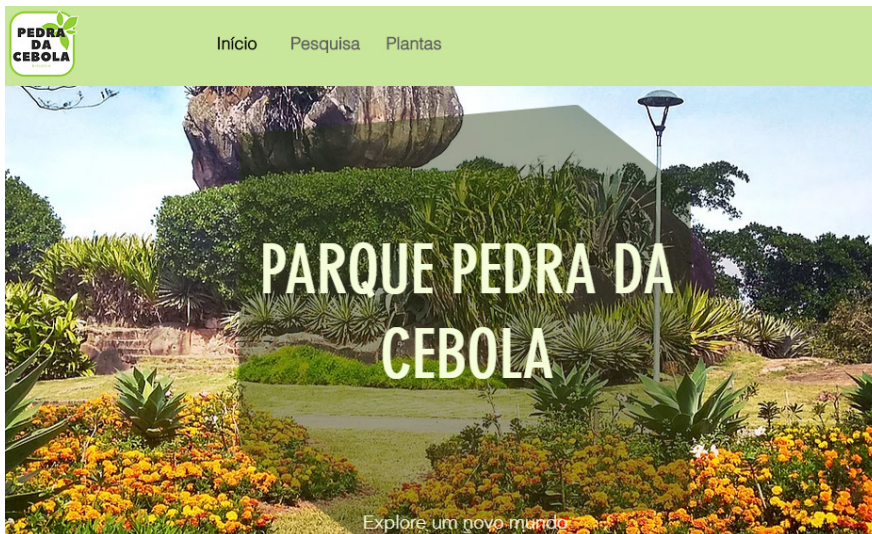 PEDRA
DA
CEBOLA
Início Pesquisa Plantas
PARQUE PEDRA DA
CEBOLA
Explore um novo mundo